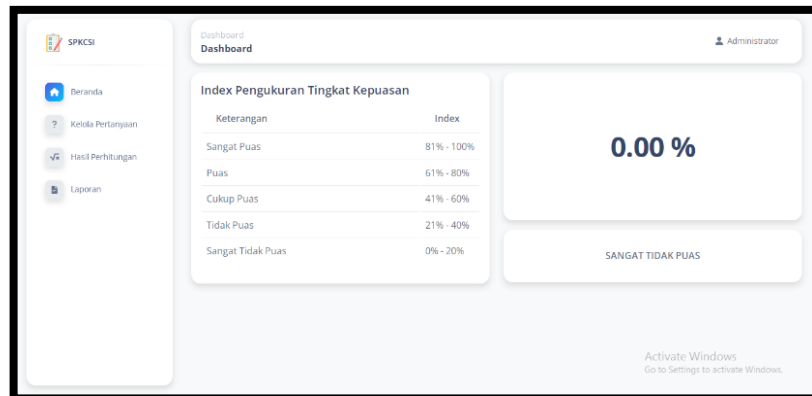 SPKCSI
Beranda
? Kelola Pertanyaan
√x Hasil Perhitungan
Laporan
Dashboard
Dashboard
Administrator
Index Pengukuran Tingkat Kepuasan
Keterangan Index
Sangat Puas 81% - 100%
Puas 61% - 80%
Cukup Puas 41% - 60%
Tidak Puas 21% - 40%
Sangat Tidak Puas 0% - 20%
0.00 %
SANGAT TIDAK PUAS
Activate Windows
Go to Settings to activate Windows.